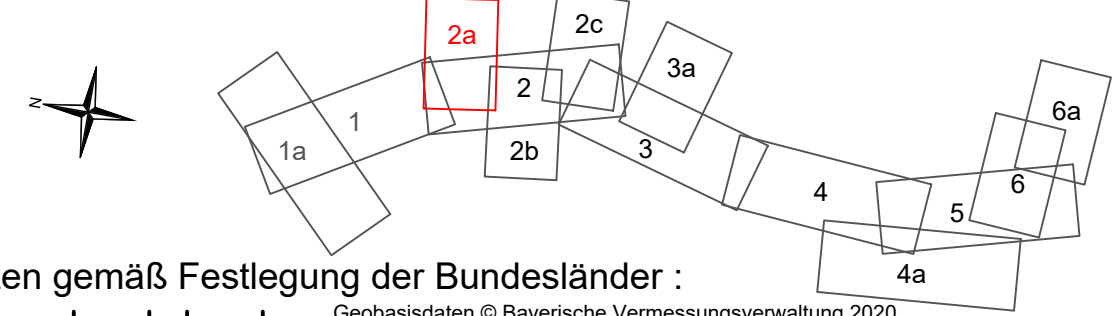 2a
2c
3a
2
6a
1
1a
2b
3
6
4
5
4a
N
en gemäß Festlegung der Bundesländer :
Geobasisdaten © Bayerische Vermessungsverwaltung 2020